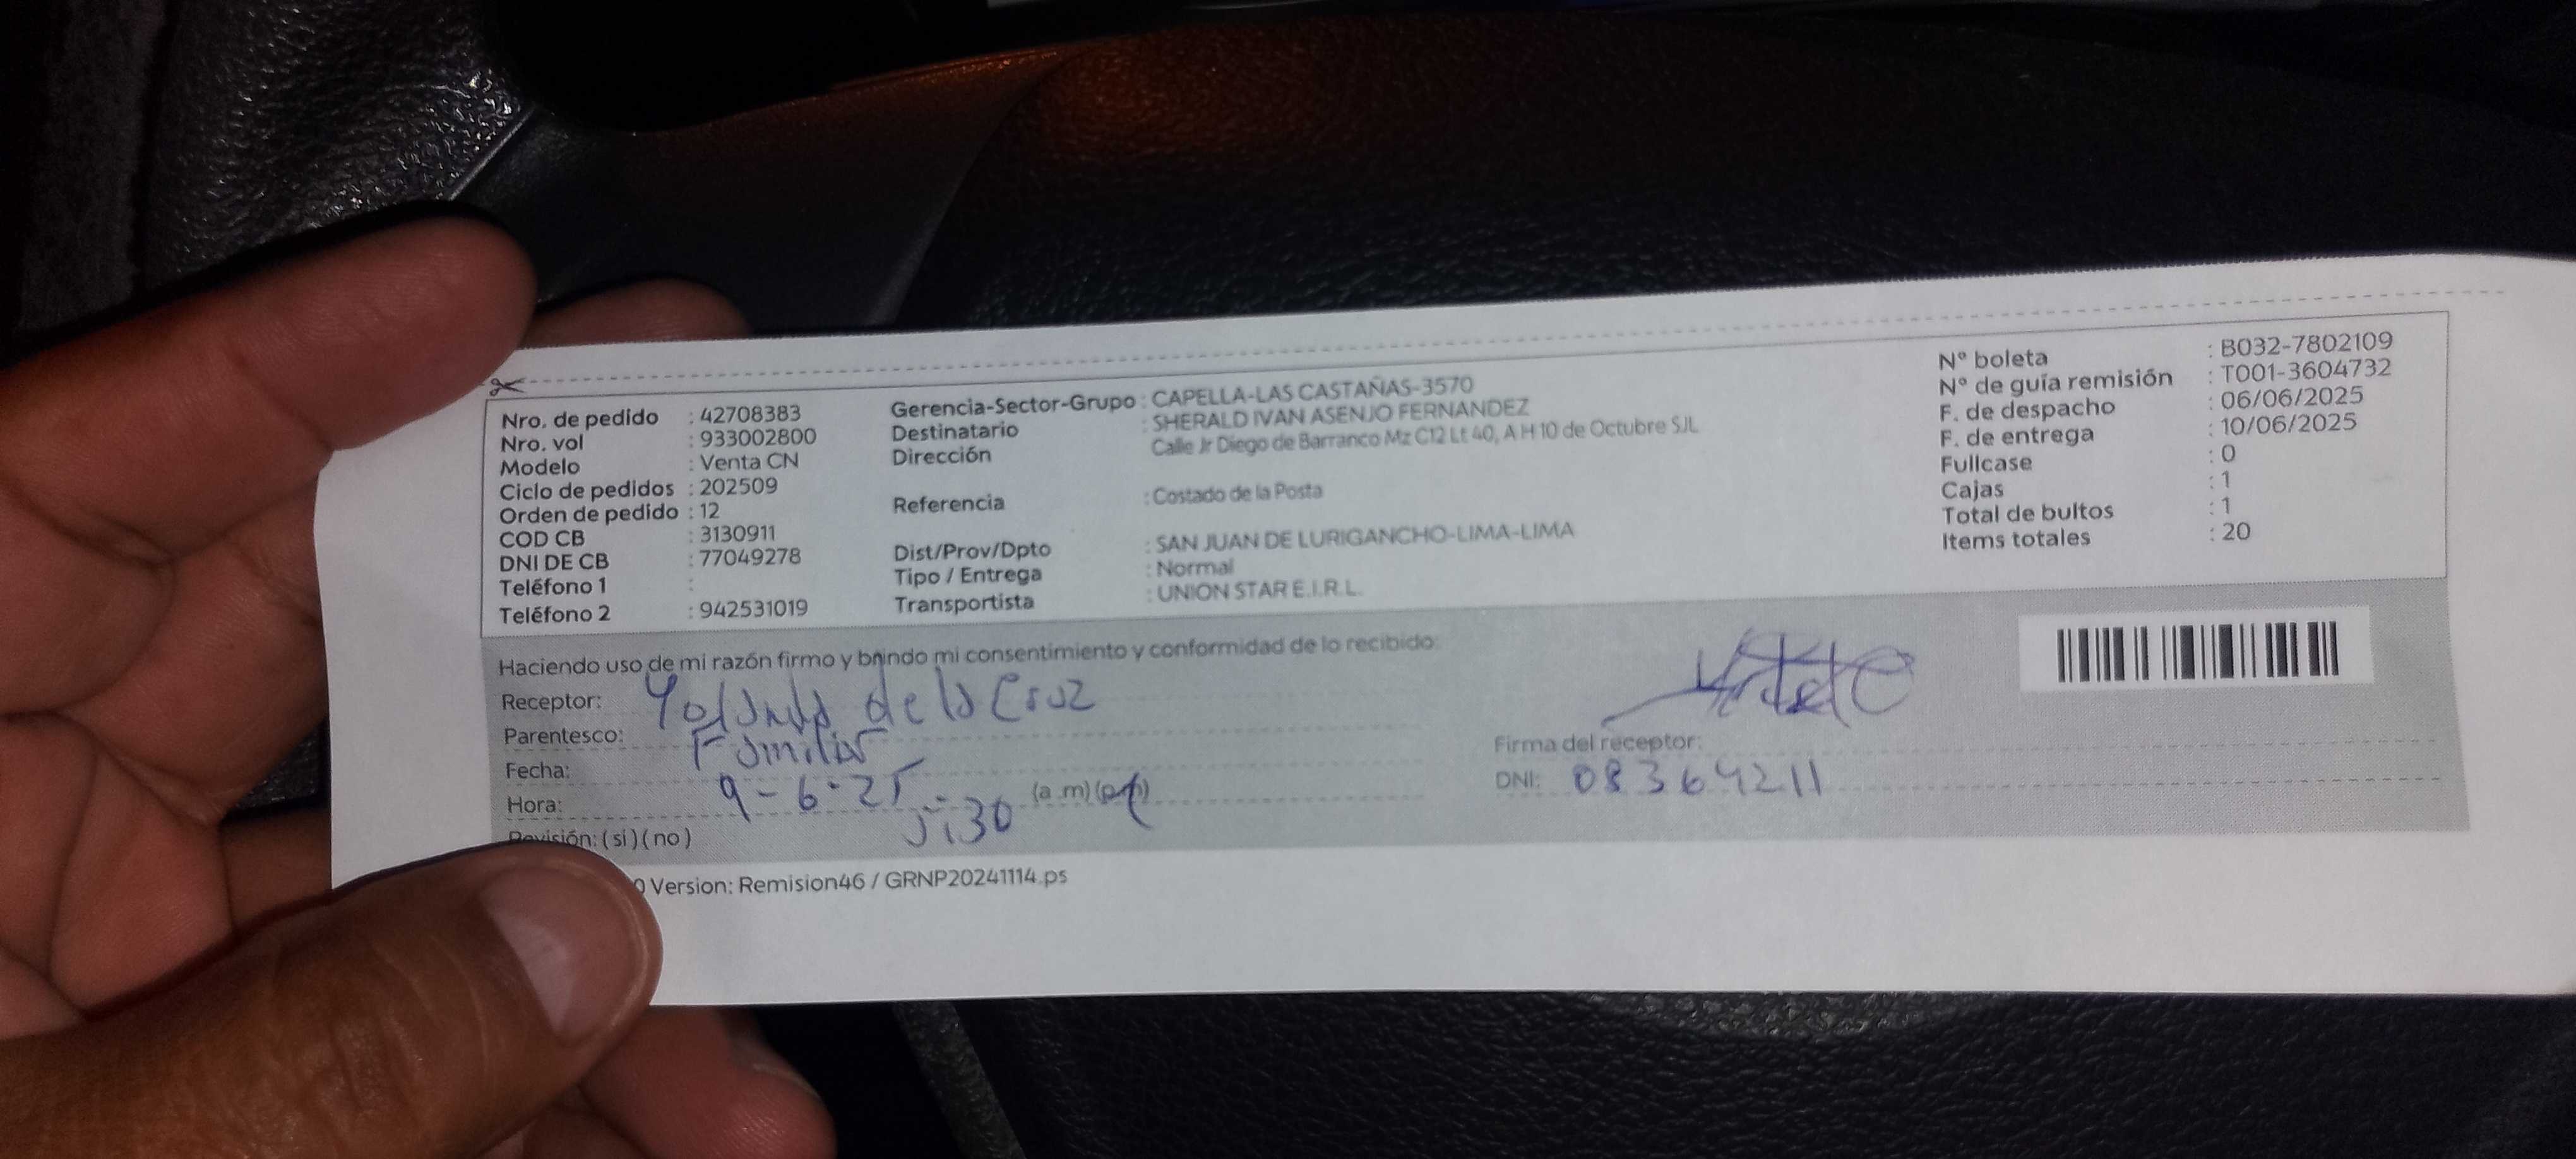 Nro. de pedido : 42708383
Nro. vol : 933002800
Modelo : Venta CN
Ciclo de pedidos : 202509
Orden de pedido : 12
COD CB : 3130911
DNI DE CB : 77049278
Teléfono 1 :
Teléfono 2 : 942531019
Gerencia-Sector-Grupo : CAPELLA-LAS CASTAÑAS-3570
Destinatario : SHERALD IVAN ASENJO FERNANDEZ
Dirección Calle Jr Diego de Barranco Mz C12 Lt 40, A H 10 de Octubre SJL
Referencia : Costado de la Posta
Dist/Prov/Dpto : SAN JUAN DE LURIGANCHO-LIMA-LIMA
Tipo / Entrega : Normal
Transportista : UNION STAR E.I.R.L.
N° boleta : B032-7802109
N° de guía remisión : T001-3604732
F. de despacho : 06/06/2025
F. de entrega : 10/06/2025
Fullcase : 0
Cajas : 1
Total de bultos : 1
Items totales : 20
Haciendo uso de mi razón firmo y brindo mi consentimiento y conformidad de lo recibido:
Receptor: Yolanda de la Cruz
Parentesco: Familiar
Fecha: 9-6-25
Hora: :30 (a .m) (p.m)
Revisión: ( si ) ( no )
Firma del receptor:
DNI: 08364211
0 Version: Remision46 / GRNP20241114.ps